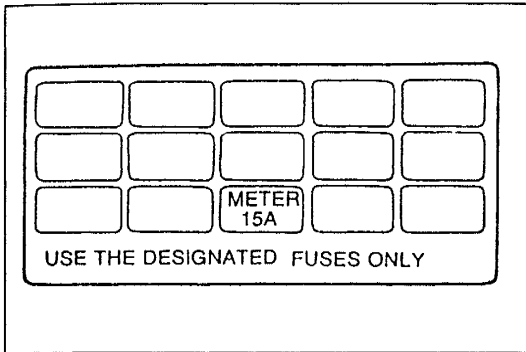 METER
15A
USE THE DESIGNATED FUSES ONLY